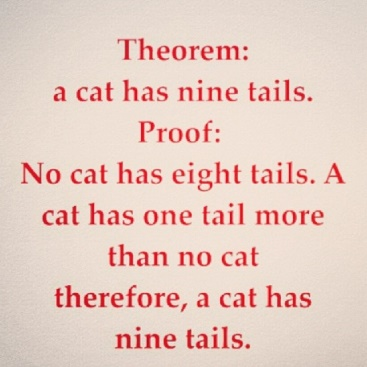 Theorem:
a cat has nine tails.
Proof:
No cat has eight tails. A
cat has one tail more
than no cat
therefore, a cat has
nine tails.